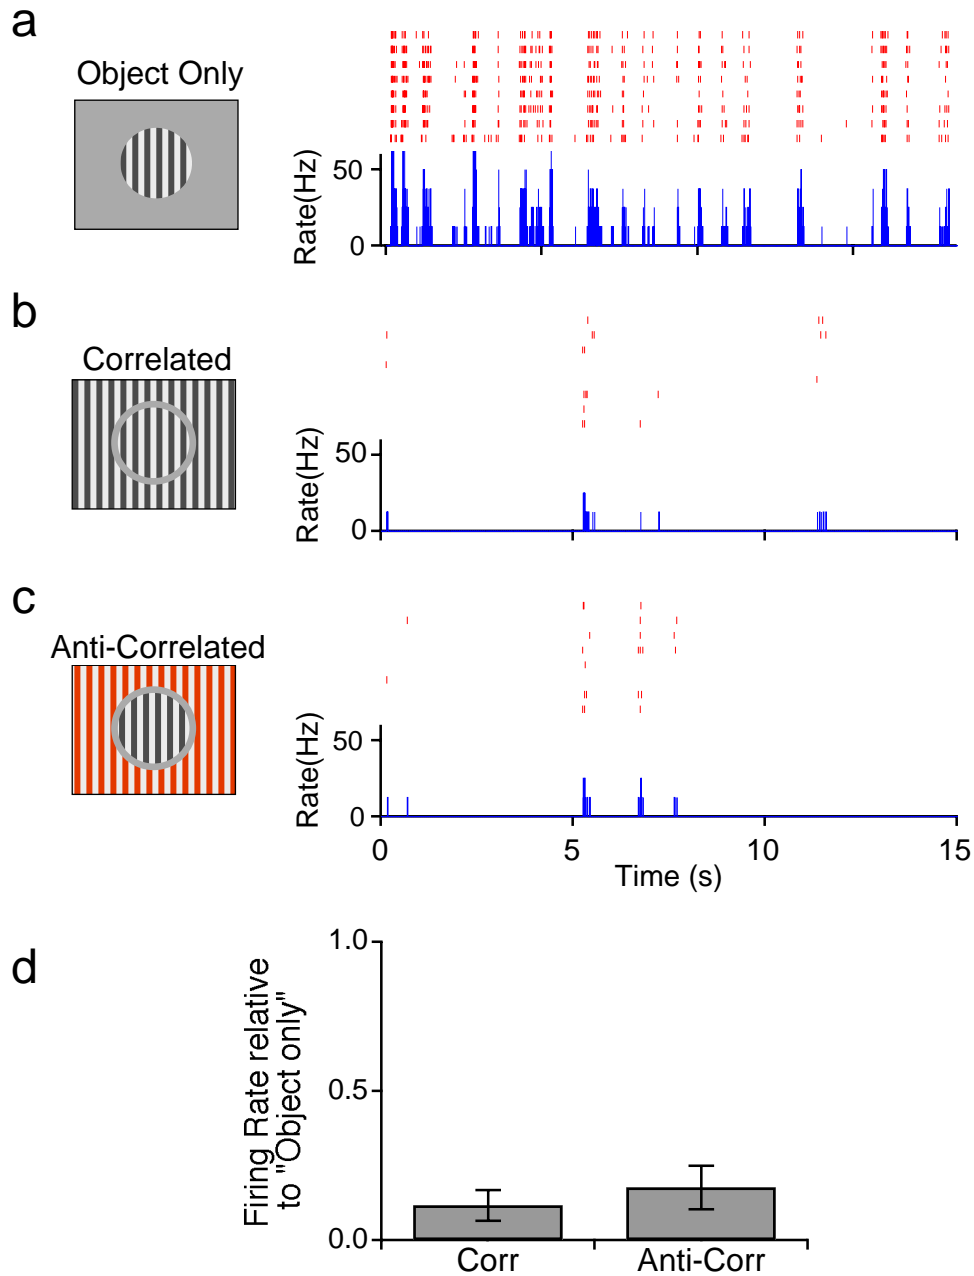 a
Object Only
Rate(Hz)
50
0
b
Correlated
Rate(Hz)
50
0
c
Anti-Correlated
Rate(Hz)
50
0
0
5
10
15
Time (s)
d
Firing Rate relative
to "Object only"
1.0
0.5
0.0
Corr
Anti-Corr